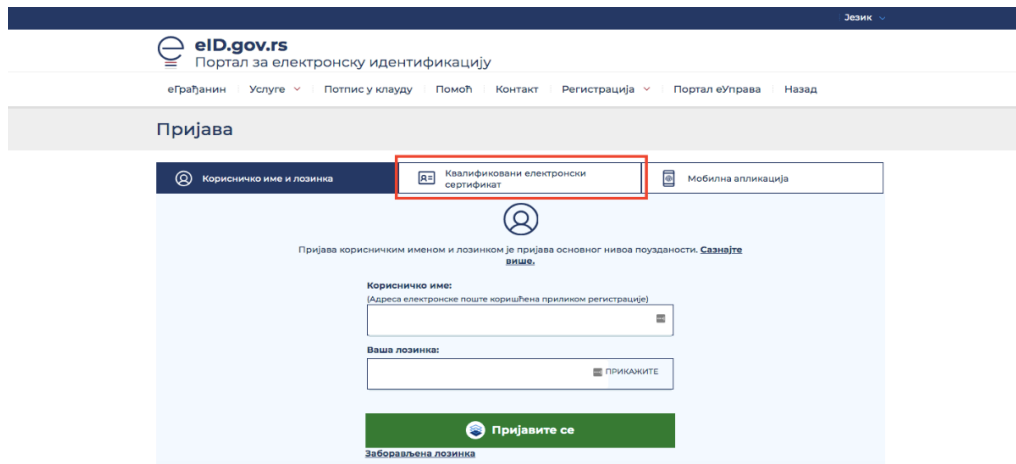 Језик
eID.gov.rs
Портал за електронску идентификацију
еГрађанин Услуге Потпис у клауду Помоћ Контакт Регистрација Портал еУправа Назад
Пријава
Корисничко име и лозинка
Квалификовани електронски
сертификат
Мобилна апликација
Пријава корисничким именом и лозинком је пријава основног нивоа поузданости. Сазнајте
више.
Корисничко име:
(Адреса електронске поште коришћена приликом регистрације)
Ваша лозинка:
ПРИКАЖИТЕ
Пријавите се
Заборављена лозинка